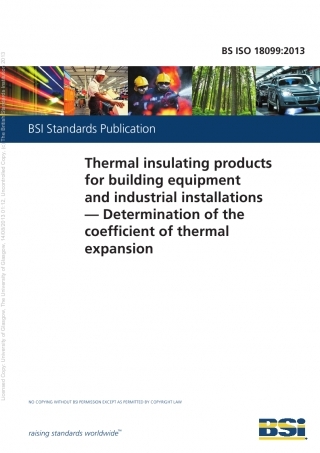 BS ISO 18099:2013
BSI Standards Publication
Thermal insulating products
for building equipment
and industrial installations
— Determination of the
coefficient of thermal
expansion
NO COPYING WITHOUT BSI PERMISSION EXCEPT AS PERMITTED BY COPYRIGHT LAW
raising standards worldwide™
BSi
Licensed Copy: University of Glasgow, The University of Glasgow, 14/09/2013 01:12, Uncontrolled Copy, (c) The British Standards Institution 2013